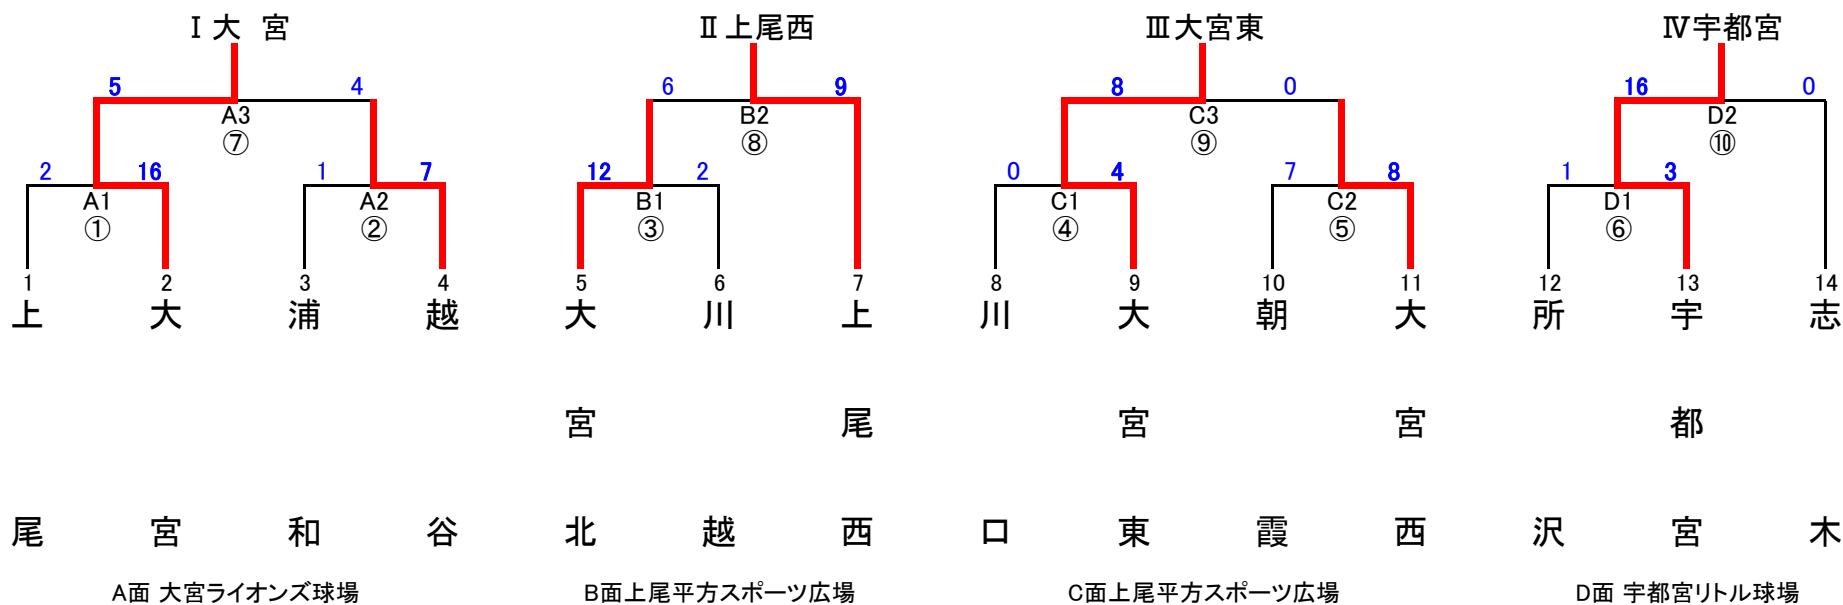 Ⅰ 大 宮
Ⅱ 上尾西
Ⅲ大宮東
Ⅳ宇都宮
5 4 6 9 8 0 16 0
A3 B2 C3 D2
⑦ ⑧ ⑨ ⑩
2 16 1 7 12 2 0 4 7 8 1 3
A1 A2 B1 C1 C2 D1
① ② ③ ④ ⑤ ⑥
1 2 3 4 5 6 7 8 9 10 11 12 13 14
上尾
大宮
浦和
越谷
大宮北
川越
上尾西
川口
大宮東
朝霞
大宮西
所沢
宇都宮
志木
A面 大宮ライオンズ球場
B面上尾平方スポーツ広場
C面上尾平方スポーツ広場
D面 宇都宮リトル球場